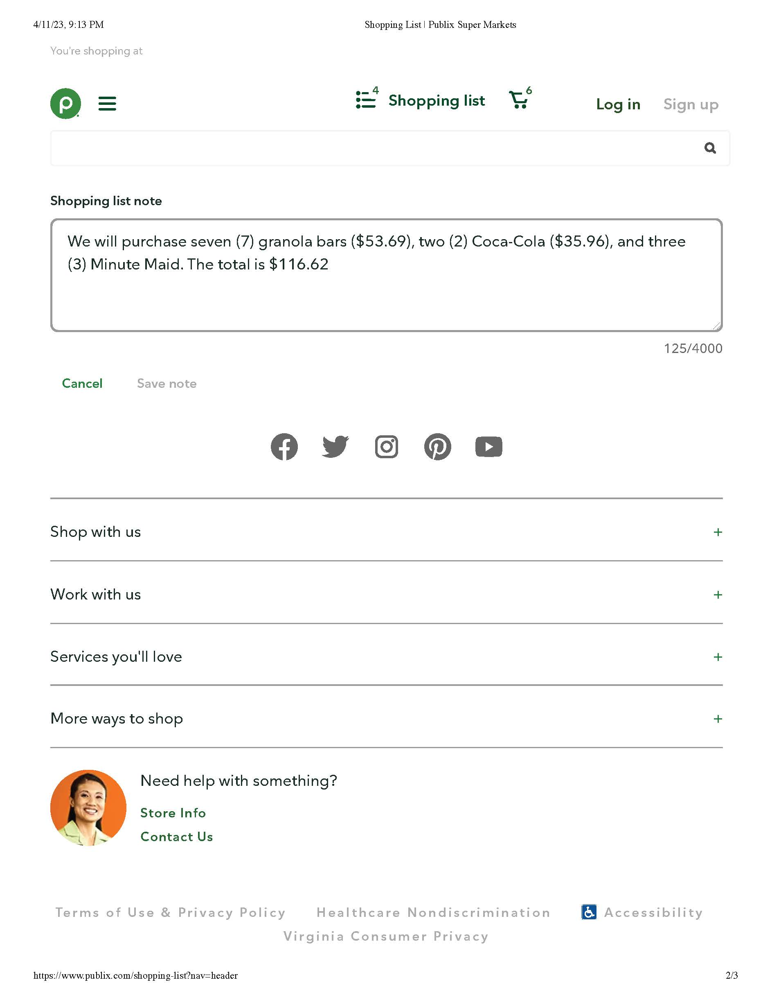 4/11/23, 9:13 PM Shopping List | Publix Super Markets
You're shopping at
p 4 Shopping list 6 Log in Sign up
Shopping list note
We will purchase seven (7) granola bars ($53.69), two (2) Coca-Cola ($35.96), and three
(3) Minute Maid. The total is $116.62
125/4000
Cancel Save note
Shop with us +
Work with us +
Services you'll love +
More ways to shop +
Need help with something?
Store Info
Contact Us
Terms of Use & Privacy Policy Healthcare Nondiscrimination Accessibility
Virginia Consumer Privacy
https://www.publix.com/shopping-list?nav=header 2/3